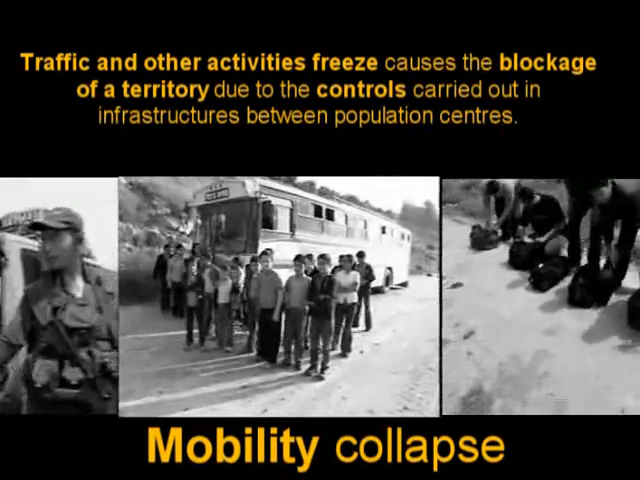 Traffic and other activities freeze causes the blockage
of a territory due to the controls carried out in
infrastructures between population centres.
Mobility collapse